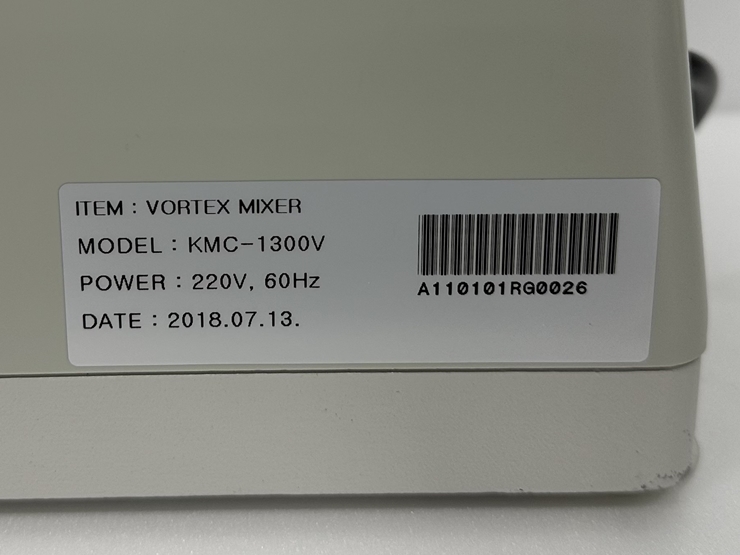 ITEM : VORTEX MIXER
MODEL : KMC-1300V
POWER : 220V, 60Hz
DATE : 2018.07.13.
A110101RG0026